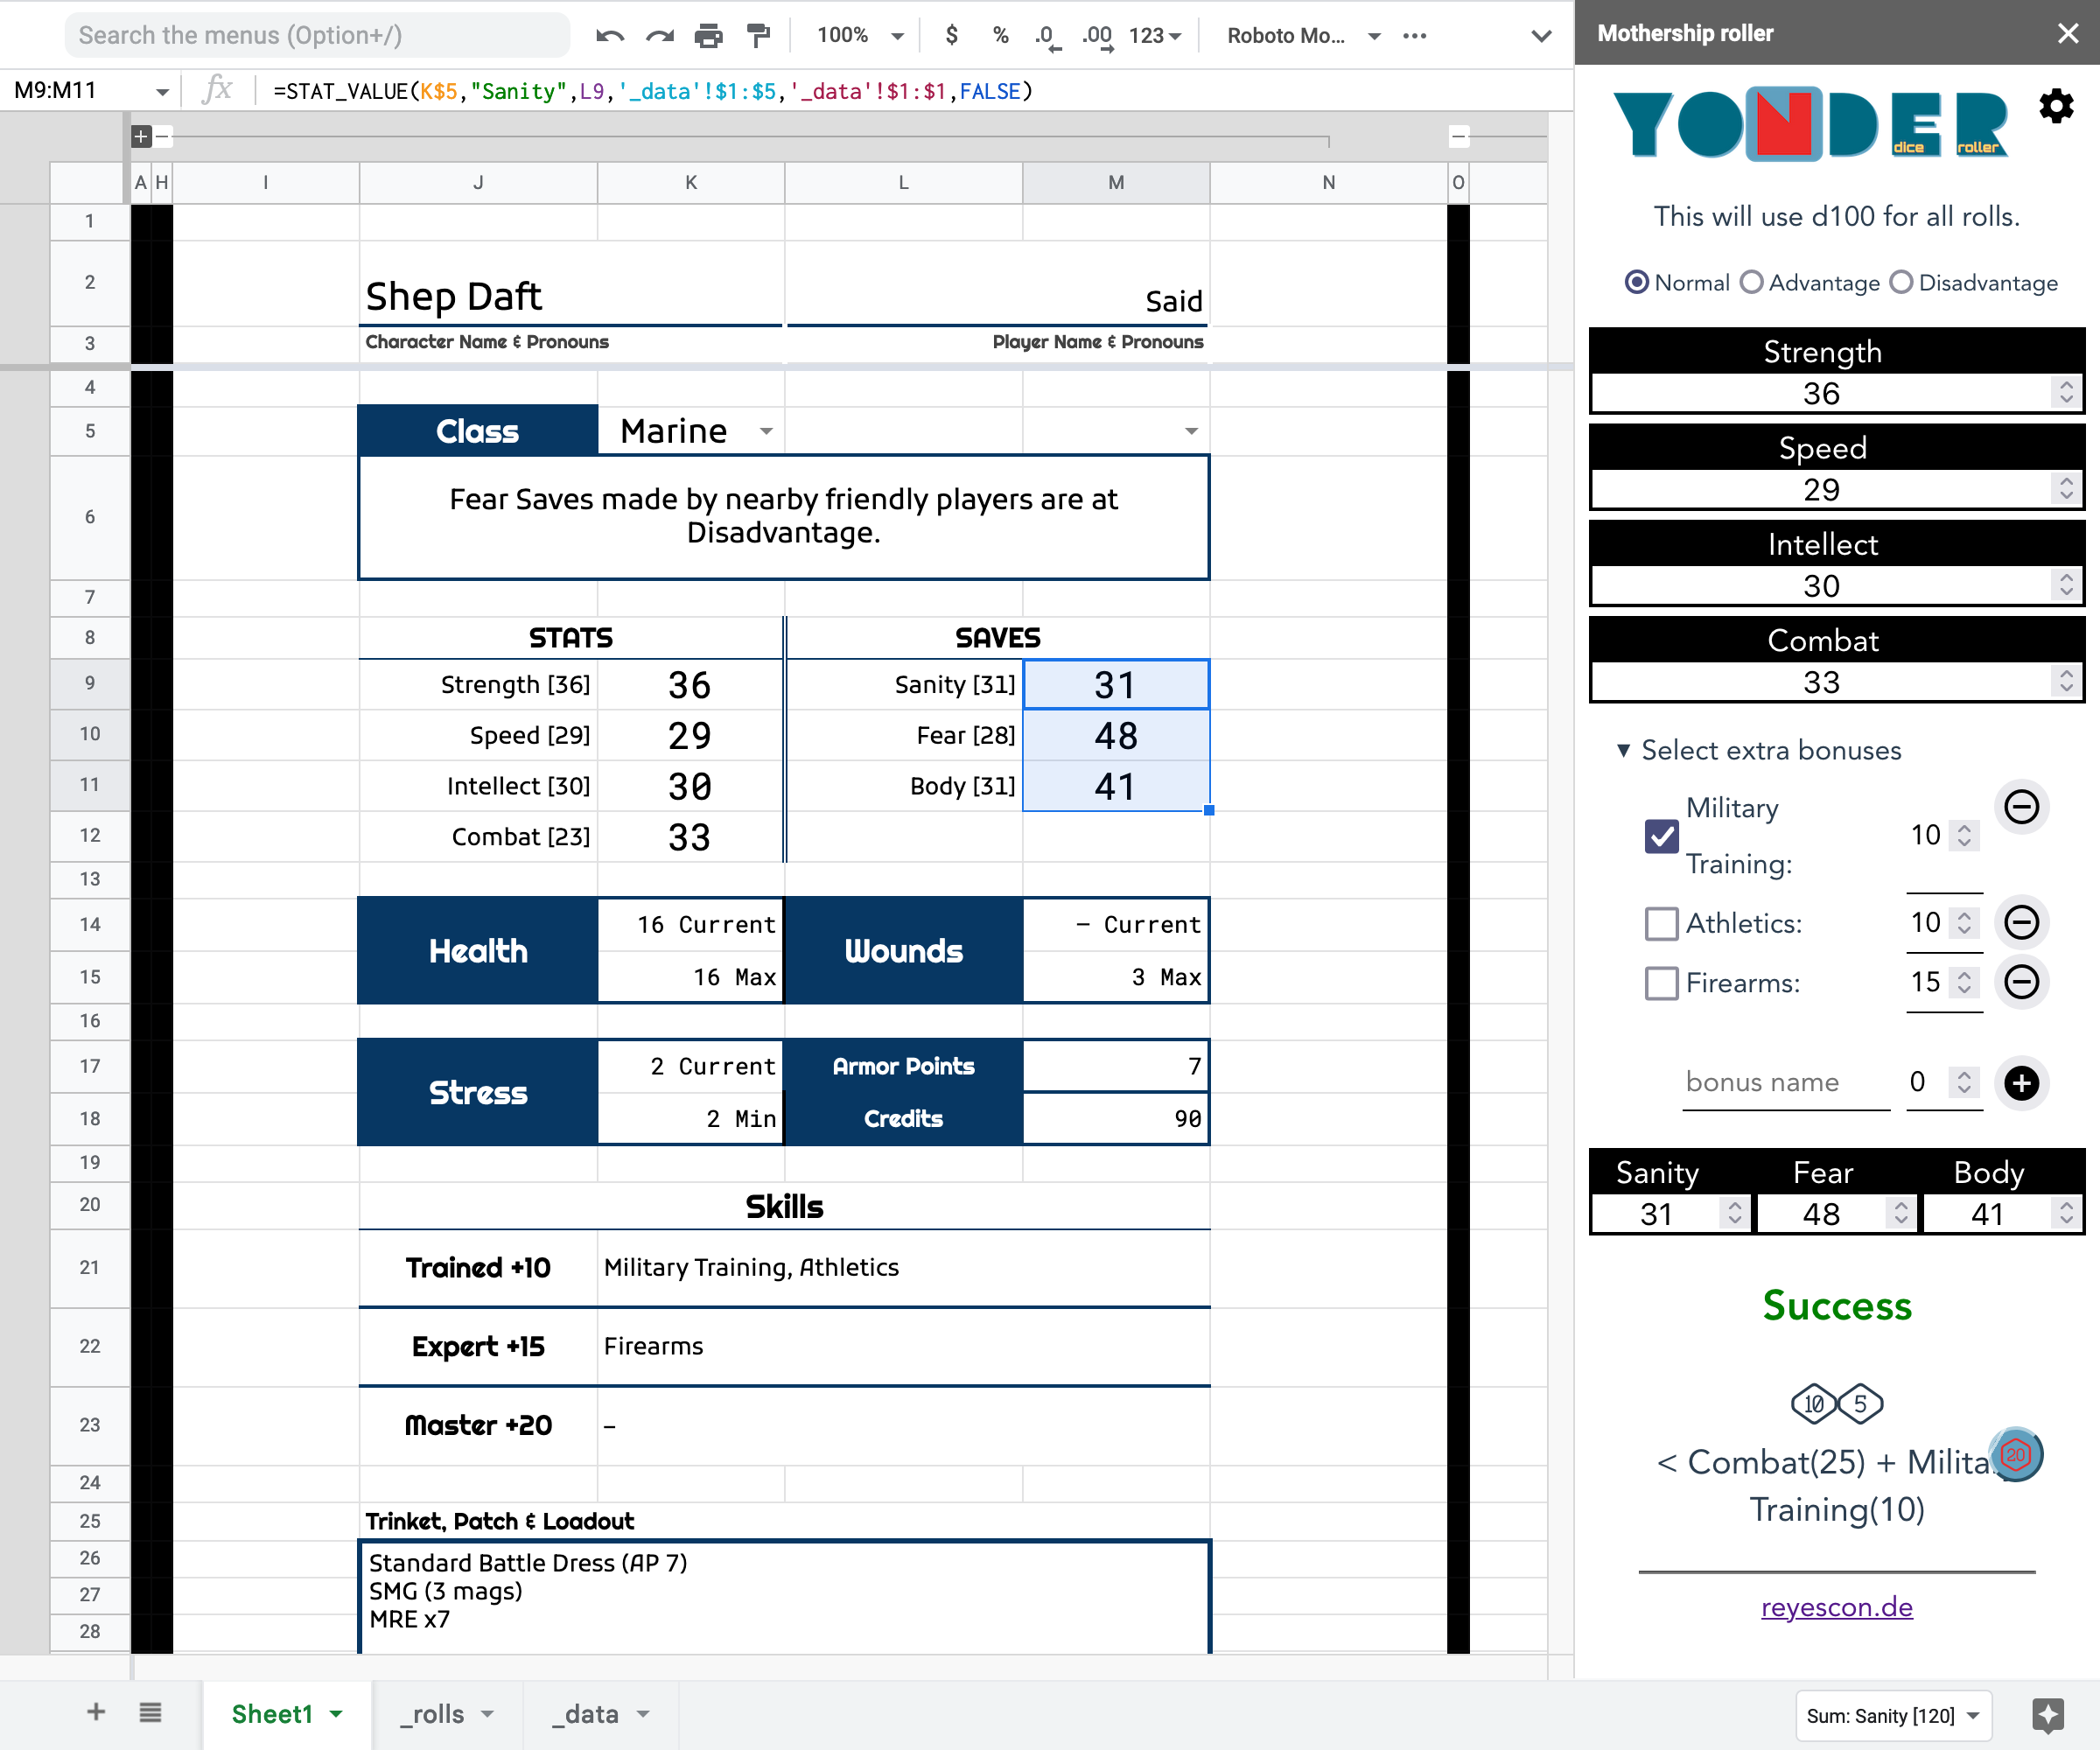 Search the menus (Option+/)
100%
$ % .0 .00 123
Roboto Mo...
M9:M11
fx
=STAT_VALUE(K$5,"Sanity",L9,'_data'!$1:$5,'_data'!$1:$1,FALSE)
A H I J K L M N O
1
2
Shep Daft
Said
3
Character Name & Pronouns
Player Name & Pronouns
4
5
Class
Marine
6
Fear Saves made by nearby friendly players are at
Disadvantage.
7
8
STATS
SAVES
9
Strength [36] 36
Sanity [31] 31
10
Speed [29] 29
Fear [28] 48
11
Intellect [30] 30
Body [31] 41
12
Combat [23] 33
13
14
Health
16 Current
Wounds
– Current
15
16 Max
3 Max
16
17
Stress
2 Current
Armor Points
7
18
2 Min
Credits
90
19
20
Skills
21
Trained +10
Military Training, Athletics
22
Expert +15
Firearms
23
Master +20
–
24
25
Trinket, Patch & Loadout
26
Standard Battle Dress (AP 7)
27
SMG (3 mags)
28
MRE x7
Sheet1
_rolls
_data
Sum: Sanity [120]
Mothership roller
YONDER
dice roller
This will use d100 for all rolls.
Normal Advantage Disadvantage
Strength
36
Speed
29
Intellect
30
Combat
33
▼ Select extra bonuses
Military
Training:
10
Athletics: 10
Firearms: 15
bonus name 0
Sanity Fear Body
31 48 41
Success
10 5
< Combat(25) + Milita
20
Training(10)
reyescon.de